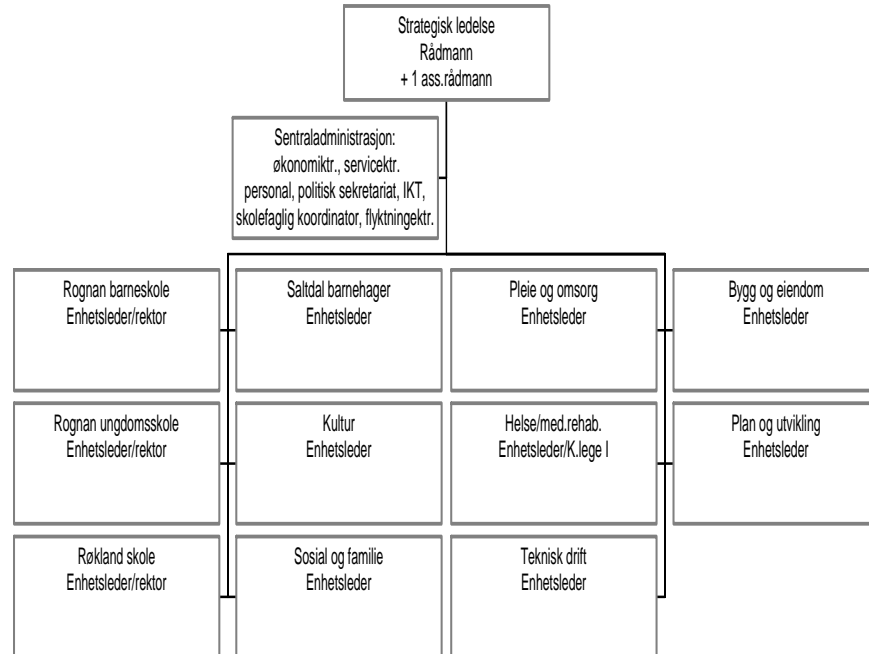 Strategisk ledelse
Rådmann
+ 1 ass.rådmann
Sentraladministrasjon:
økonomiktr., servicektr.
personal, politisk sekretariat, IKT,
skolefaglig koordinator, flyktningektr.
Rognan barneskole
Enhetsleder/rektor
Saltdal barnehager
Enhetsleder
Pleie og omsorg
Enhetsleder
Bygg og eiendom
Enhetsleder
Rognan ungdomsskole
Enhetsleder/rektor
Kultur
Enhetsleder
Helse/med.rehab.
Enhetsleder/K.lege I
Plan og utvikling
Enhetsleder
Røkland skole
Enhetsleder/rektor
Sosial og familie
Enhetsleder
Teknisk drift
Enhetsleder